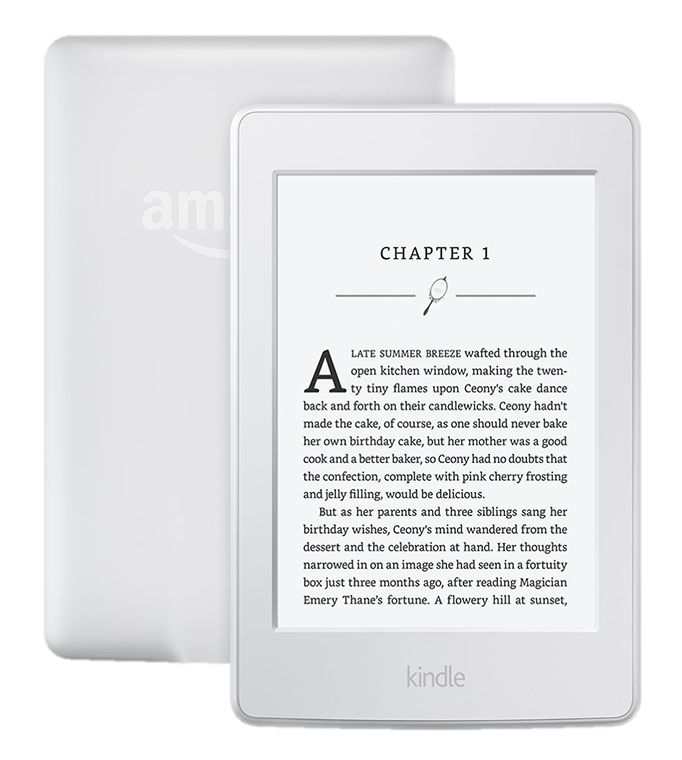 am
CHAPTER 1
A LATE SUMMER BREEZE wafted through the
open kitchen window, making the twen-
ty tiny flames upon Ceony's cake dance
back and forth on their candlewicks. Ceony hadn't
made the cake, of course, as one should never bake
her own birthday cake, but her mother was a good
cook and a better baker, so Ceony had no doubts that
the confection, complete with pink cherry frosting
and jelly filling, would be delicious.
But as her parents and three siblings sang her
birthday wishes, Ceony's mind wandered from the
dessert and the celebration at hand. Her thoughts
narrowed in on an image she had seen in a fortuity
box just three months ago, after reading Magician
Emery Thane's fortune. A flowery hill at sunset,
kindle